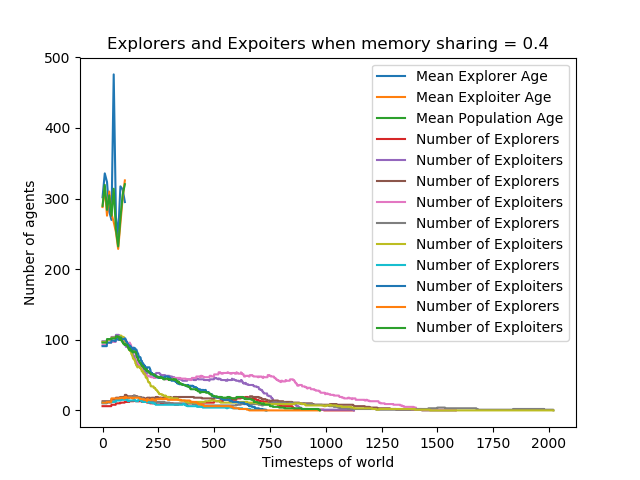 Explorers and Expoiters when memory sharing = 0.4
500
400
300
200
100
0
Number of agents
Mean Explorer Age
Mean Exploiter Age
Mean Population Age
Number of Explorers
Number of Exploiters
Number of Explorers
Number of Exploiters
Number of Explorers
Number of Exploiters
Number of Explorers
Number of Exploiters
Number of Explorers
Number of Exploiters
0 250 500 750 1000 1250 1500 1750 2000
Timesteps of world